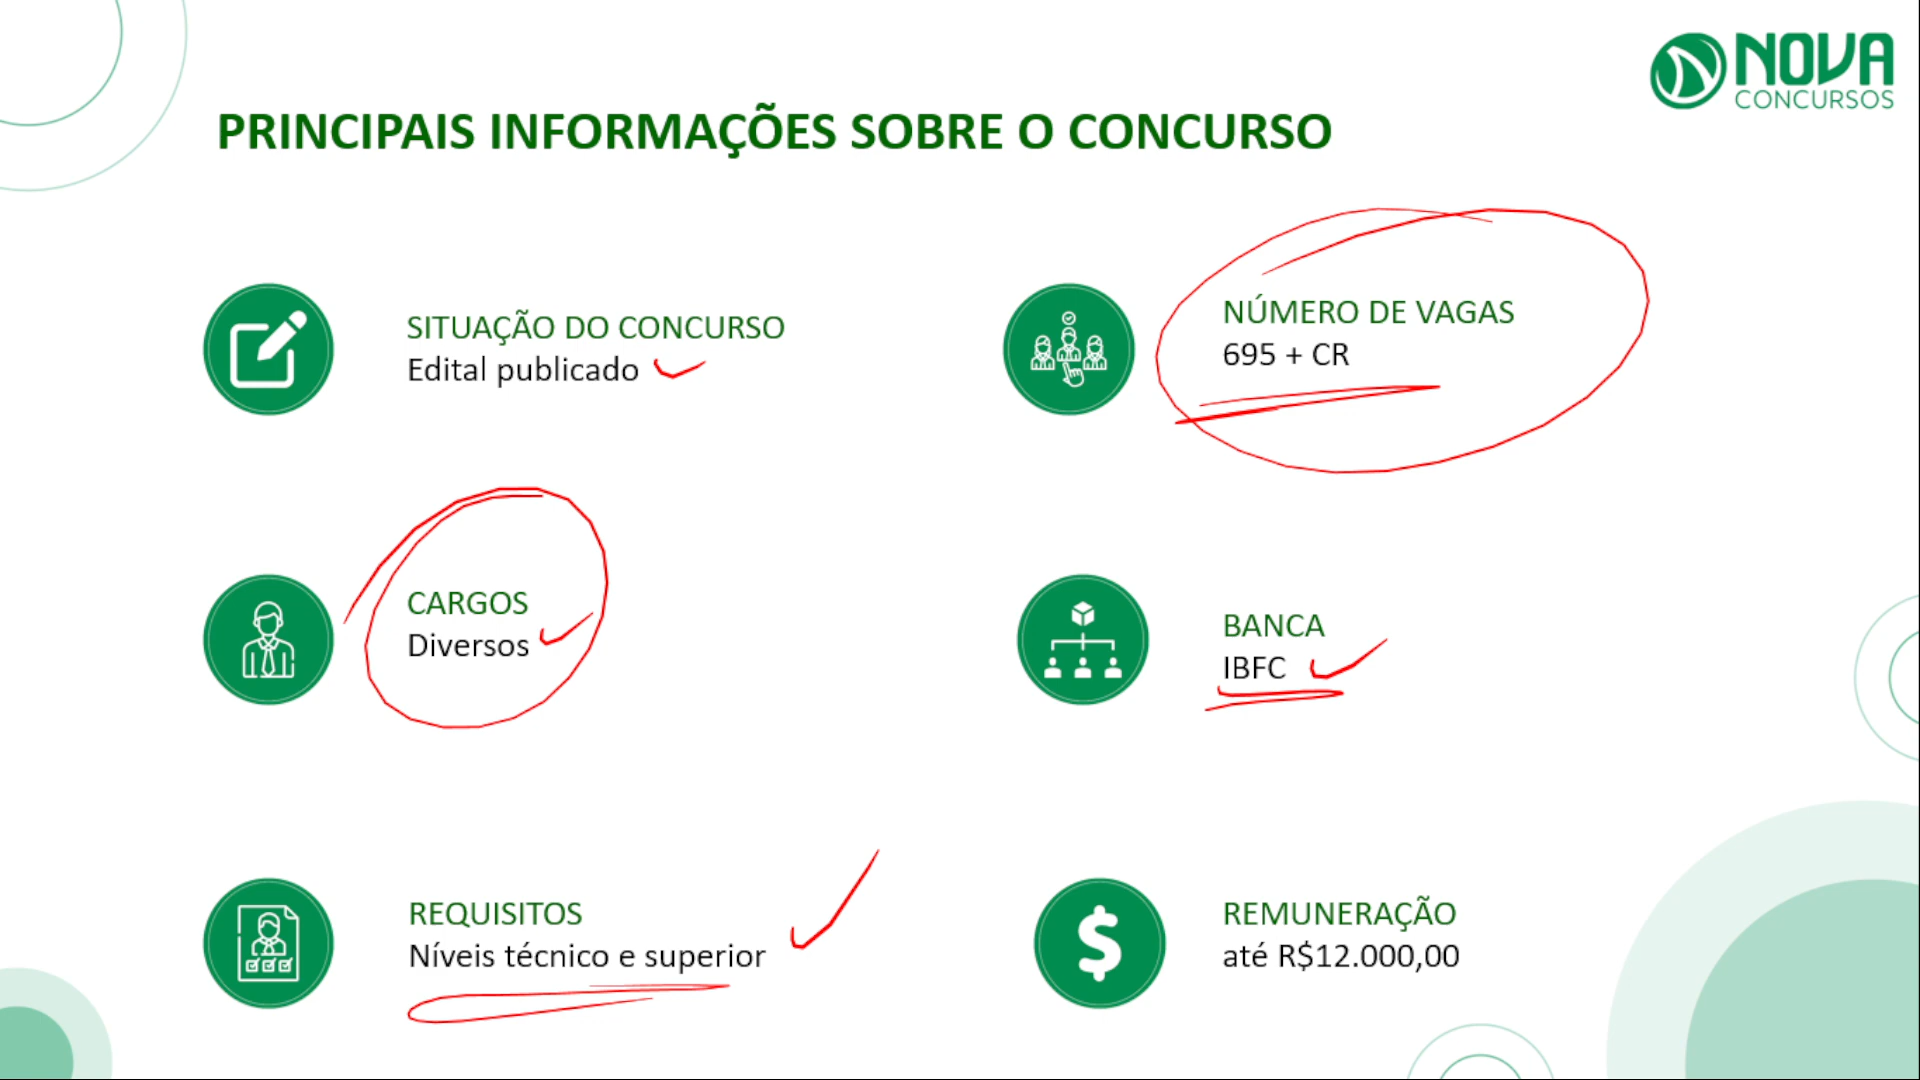 NOVA
CONCURSOS
PRINCIPAIS INFORMAÇÕES SOBRE O CONCURSO
SITUAÇÃO DO CONCURSO
Edital publicado
NÚMERO DE VAGAS
695 + CR
CARGOS
Diversos
BANCA
IBFC
REQUISITOS
Níveis técnico e superior
REMUNERAÇÃO
até R$12.000,00